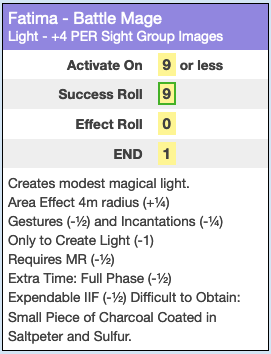 Fatima - Battle Mage
Light - +4 PER Sight Group Images
Activate On 9 or less
Success Roll 9
Effect Roll 0
END 1
Creates modest magical light.
Area Effect 4m radius (+¼)
Gestures (-½) and Incantations (-¼)
Only to Create Light (-1)
Requires MR (-½)
Extra Time: Full Phase (-½)
Expendable IIF (-½) Difficult to Obtain:
Small Piece of Charcoal Coated in
Saltpeter and Sulfur.